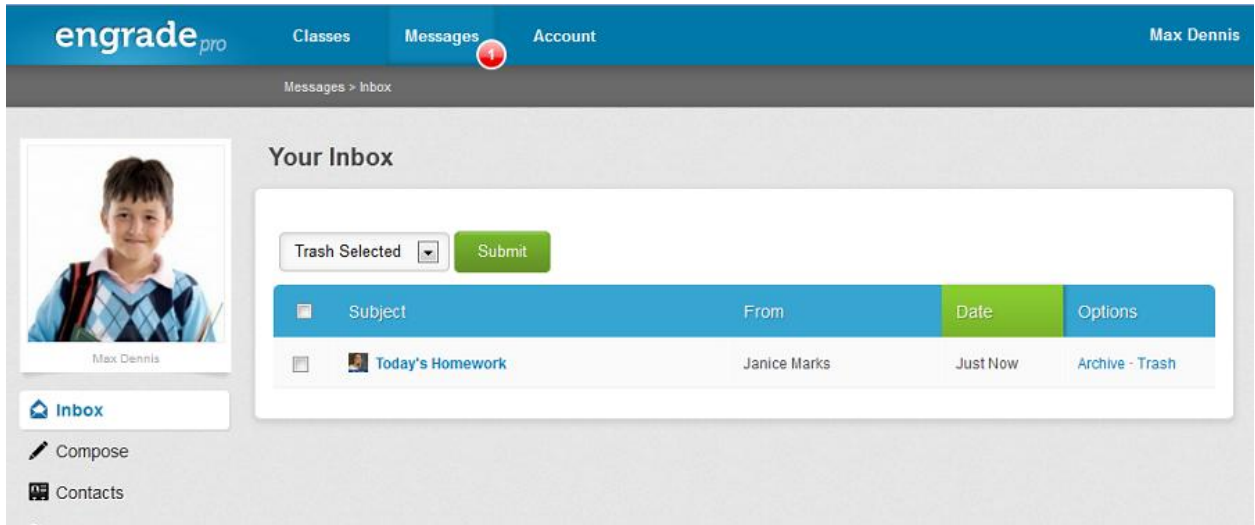 engrade pro Classes Messages Account Max Dennis
1
Messages > Inbox
Your Inbox
Trash Selected Submit
Subject From Date Options
Today's Homework Janice Marks Just Now Archive - Trash
Max Dennis
Inbox
Compose
Contacts